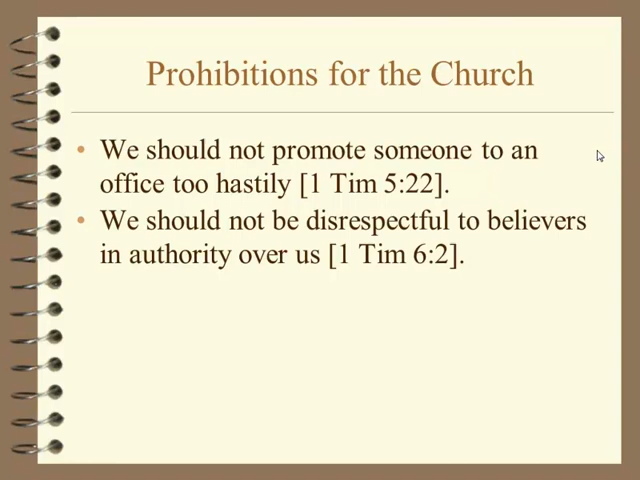 Prohibitions for the Church
• We should not promote someone to an
office too hastily [1 Tim 5:22].
• We should not be disrespectful to believers
in authority over us [1 Tim 6:2].